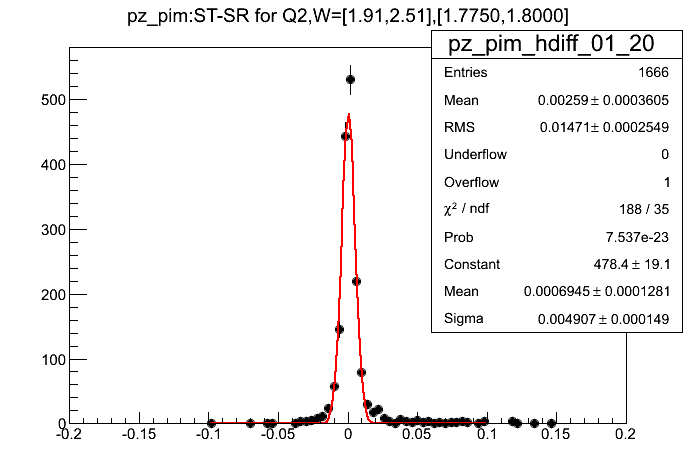 pz_pim:ST-SR for Q2,W=[1.91,2.51],[1.7750,1.8000]
pz_pim_hdiff_01_20
Entries 1666
Mean 0.00259 ± 0.0003605
RMS 0.01471 ± 0.0002549
Underflow 0
Overflow 1
χ² / ndf 188 / 35
Prob 7.537e-23
Constant 478.4 ± 19.1
Mean 0.0006945 ± 0.0001281
Sigma 0.004907 ± 0.000149
500
400
300
200
100
0
-0.2 -0.15 -0.1 -0.05 0 0.05 0.1 0.15 0.2